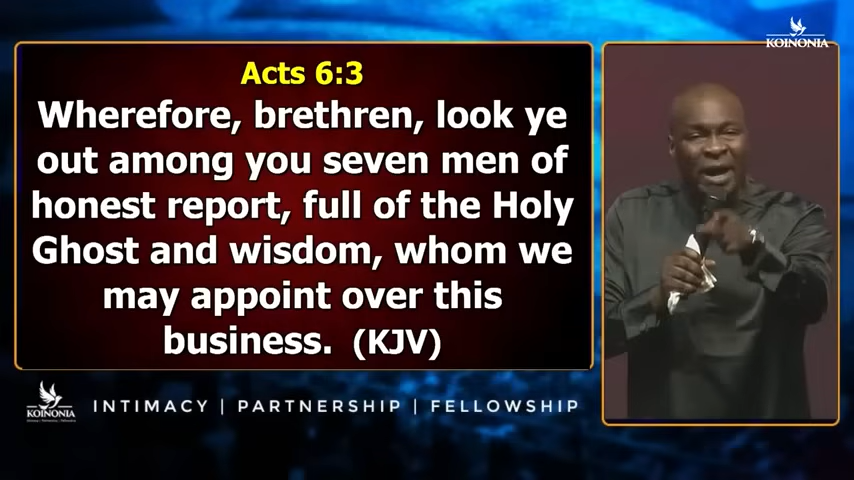 KOINONIA
Acts 6:3
Wherefore, brethren, look ye
out among you seven men of
honest report, full of the Holy
Ghost and wisdom, whom we
may appoint over this
business. (KJV)
KOINONIA
INTIMACY | PARTNERSHIP | FELLOWSHIP